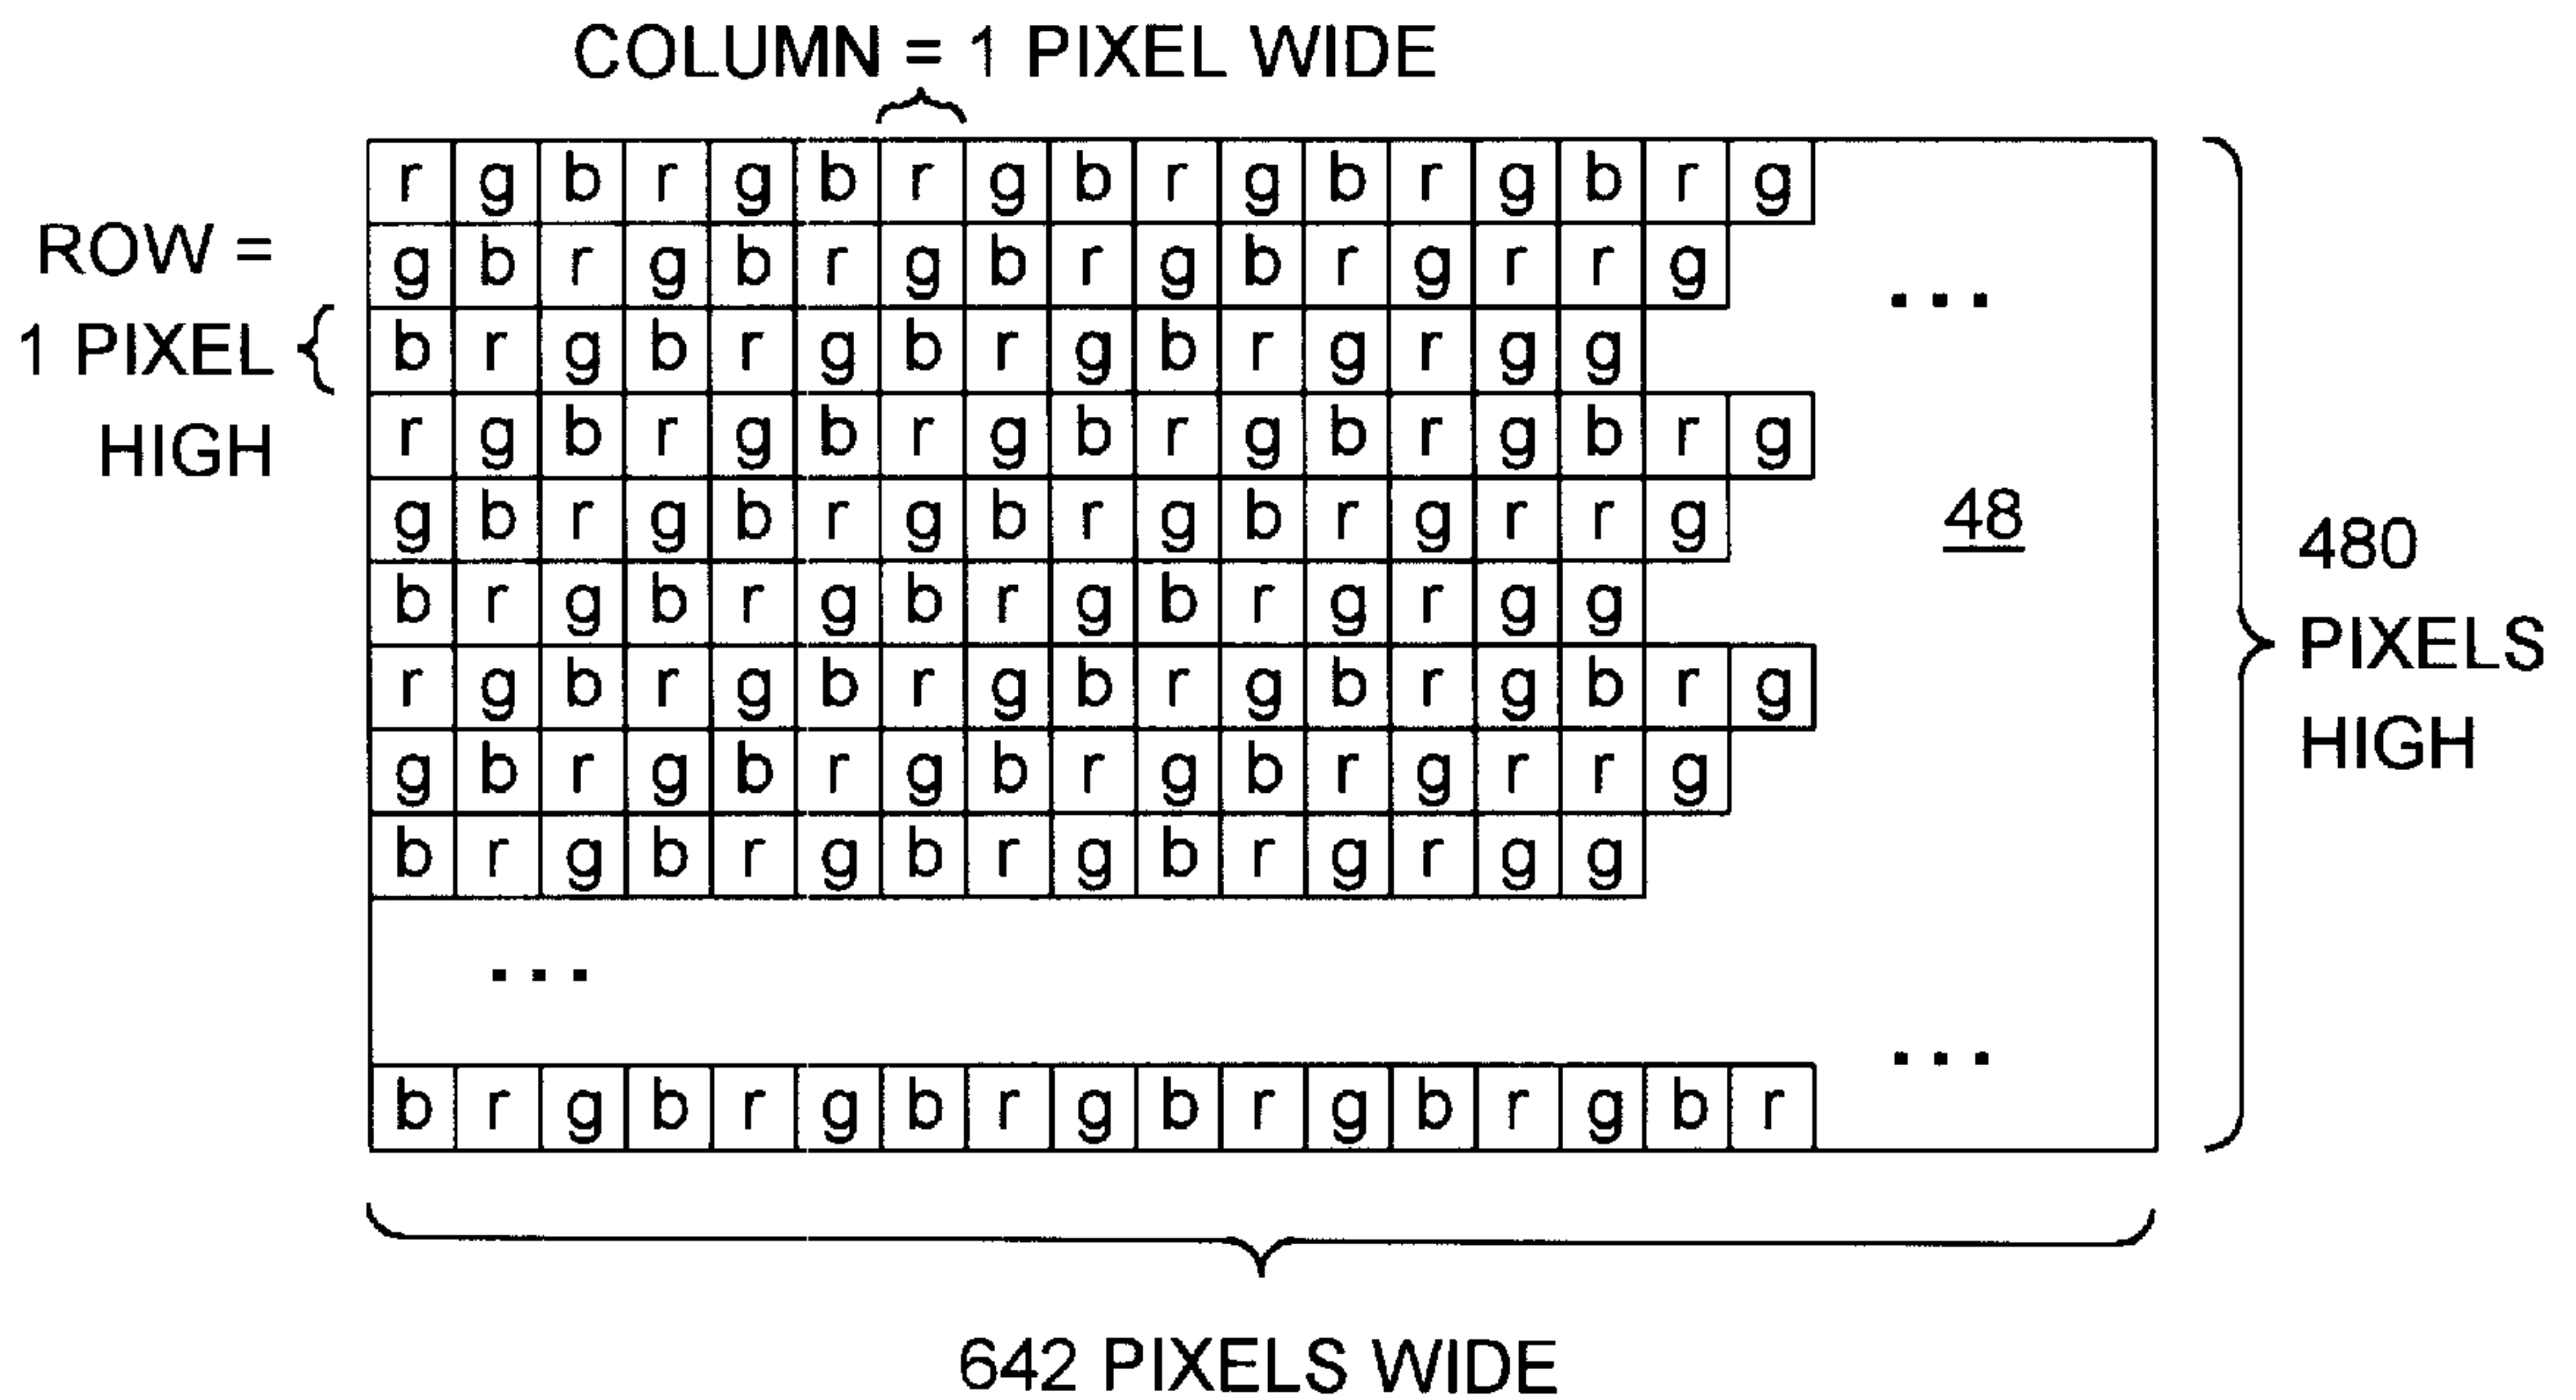 COLUMN = 1 PIXEL WIDE
r g b r g b r g b r g b r g b r g
ROW =
g b r g b r g b r g b r g r r g
...
1 PIXEL
b r g b r g b r g b r g r g g
HIGH
r g b r g b r g b r g b r g b r g
g b r g b r g b r g b r g r r g
48
480
b r g b r g b r g b r g r g g
PIXELS
r g b r g b r g b r g b r g b r g
HIGH
g b r g b r g b r g b r g r r g
b r g b r g b r g b r g r g g
...
...
b r g b r g b r g b r g b r g b r
642 PIXELS WIDE